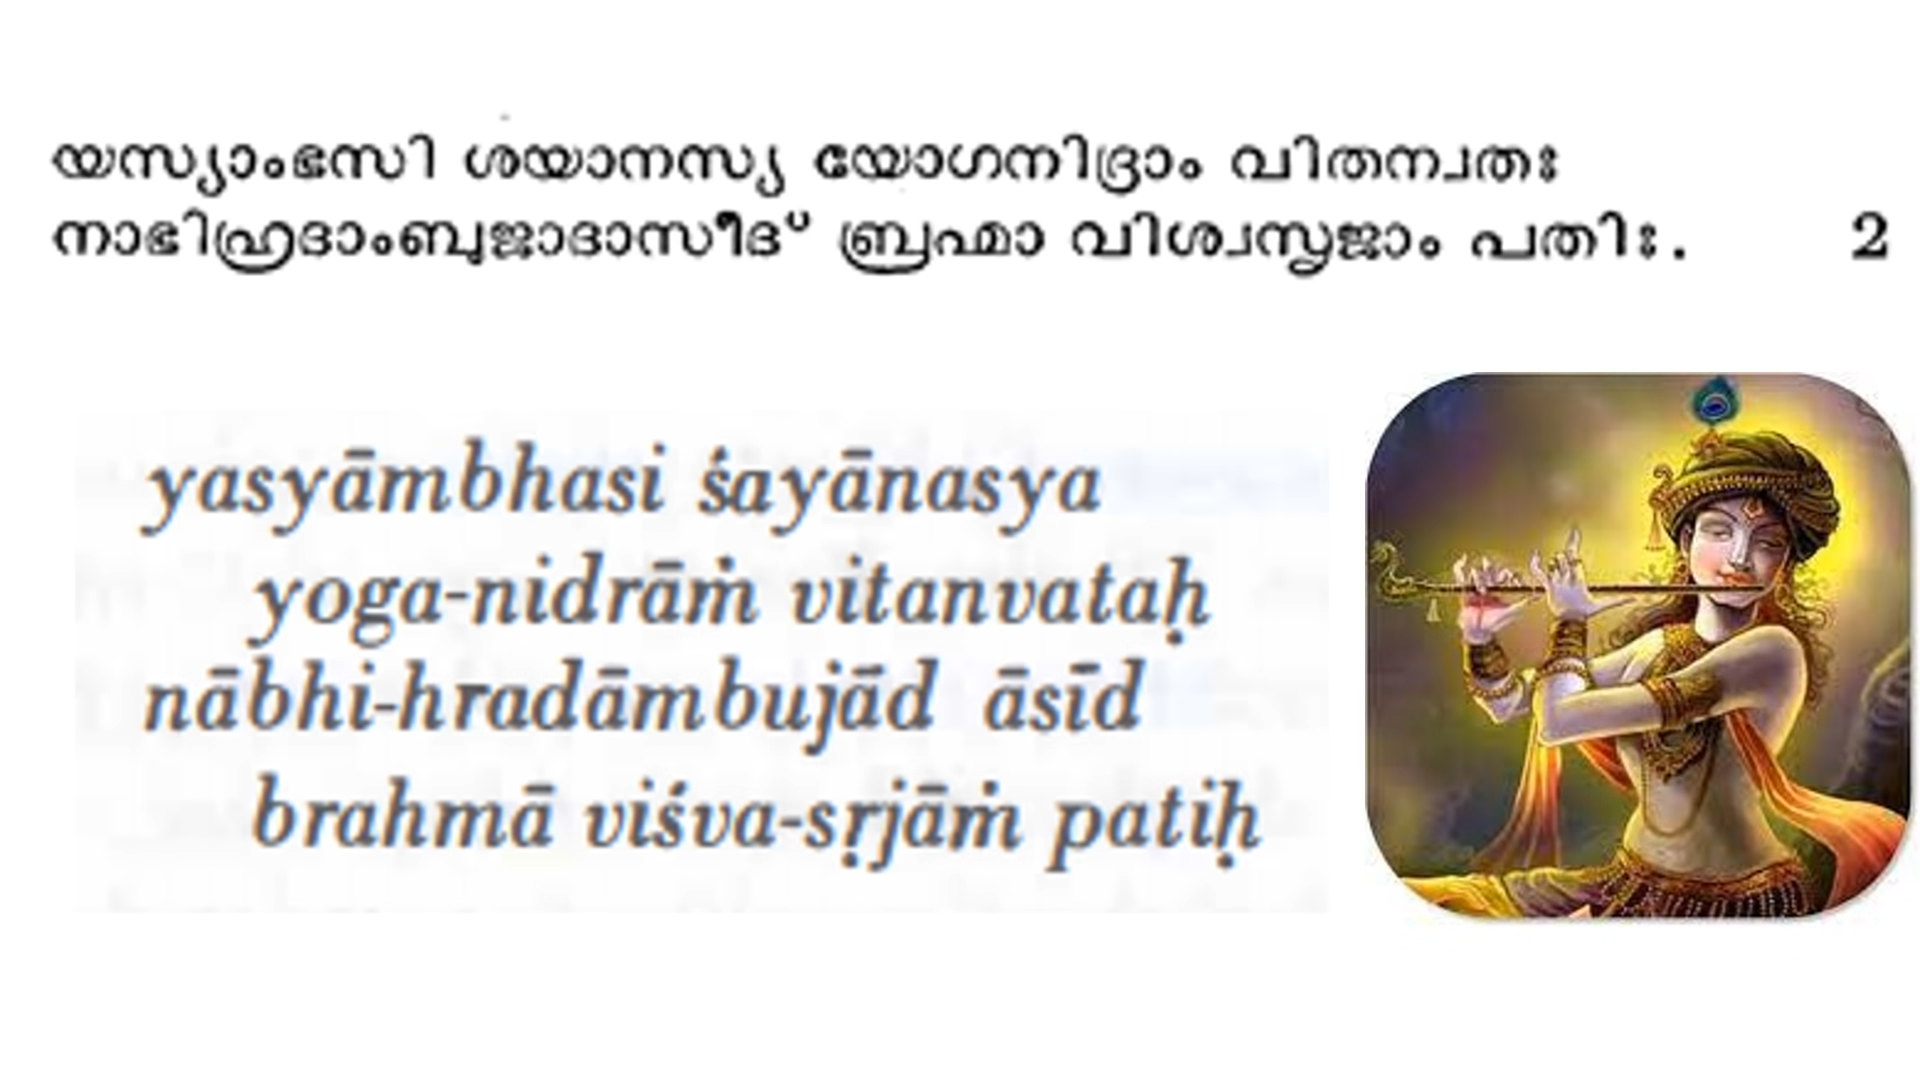 യസ്യാംഭസി ശയാനസ്യ യോഗനിദ്രാം വിതന്വതഃ
നാഭിഹ്രദാംബുജാദാസീദ് ബ്രഹ്മാ വിശ്വസൃജാം പതിഃ. 2
yasyāmbhasi śayānasya
yoga-nidrāṁ vitanvataḥ
nābhi-hradāmbujād āsīd
brahmā viśva-sṛjāṁ patiḥ